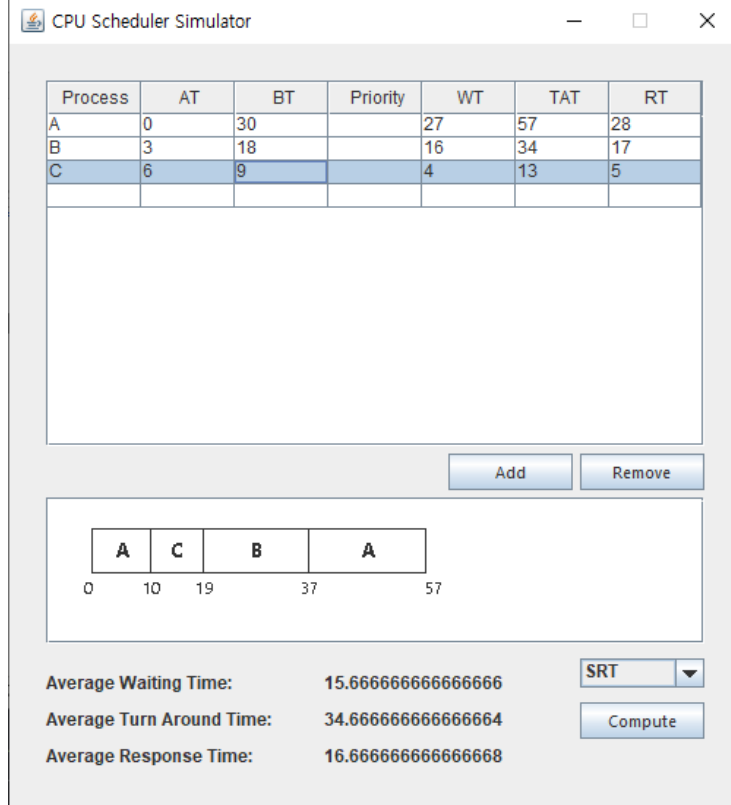 CPU Scheduler Simulator
Process AT BT Priority WT TAT RT
A 0 30 27 57 28
B 3 18 16 34 17
C 6 9 4 13 5
Add Remove
A C B A
0 10 19 37 57
SRT
Average Waiting Time: 15.666666666666666
Average Turn Around Time: 34.666666666666664
Compute
Average Response Time: 16.666666666666668